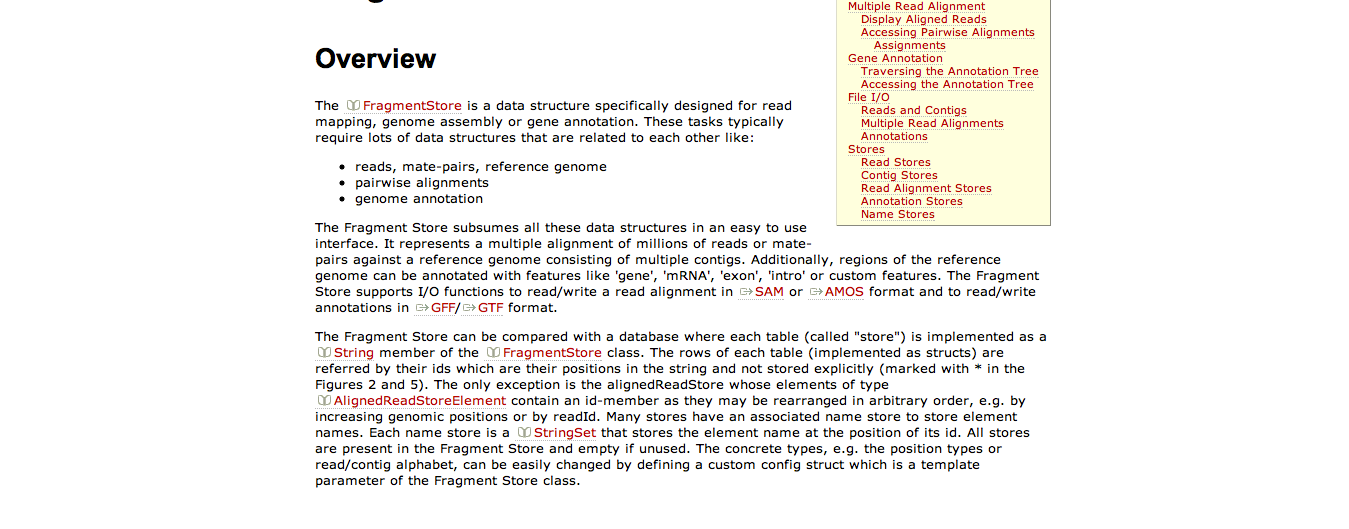 Multiple Read Alignment
Display Aligned Reads
Accessing Pairwise Alignments
Assignments
Gene Annotation
Traversing the Annotation Tree
Accessing the Annotation Tree
File I/O
Reads and Contigs
Multiple Read Alignments
Annotations
Stores
Read Stores
Contig Stores
Read Alignment Stores
Annotation Stores
Name Stores
Overview
The FragmentStore is a data structure specifically designed for read
mapping, genome assembly or gene annotation. These tasks typically
require lots of data structures that are related to each other like:
• reads, mate-pairs, reference genome
• pairwise alignments
• genome annotation
The Fragment Store subsumes all these data structures in an easy to use
interface. It represents a multiple alignment of millions of reads or mate-
pairs against a reference genome consisting of multiple contigs. Additionally, regions of the reference
genome can be annotated with features like 'gene', 'mRNA', 'exon', 'intro' or custom features. The Fragment
Store supports I/O functions to read/write a read alignment in SAM or AMOS format and to read/write
annotations in GFF/ GTF format.
The Fragment Store can be compared with a database where each table (called "store") is implemented as a
String member of the FragmentStore class. The rows of each table (implemented as structs) are
referred by their ids which are their positions in the string and not stored explicitly (marked with * in the
Figures 2 and 5). The only exception is the alignedReadStore whose elements of type
AlignedReadStoreElement contain an id-member as they may be rearranged in arbitrary order, e.g. by
increasing genomic positions or by readId. Many stores have an associated name store to store element
names. Each name store is a StringSet that stores the element name at the position of its id. All stores
are present in the Fragment Store and empty if unused. The concrete types, e.g. the position types or
read/contig alphabet, can be easily changed by defining a custom config struct which is a template
parameter of the Fragment Store class.